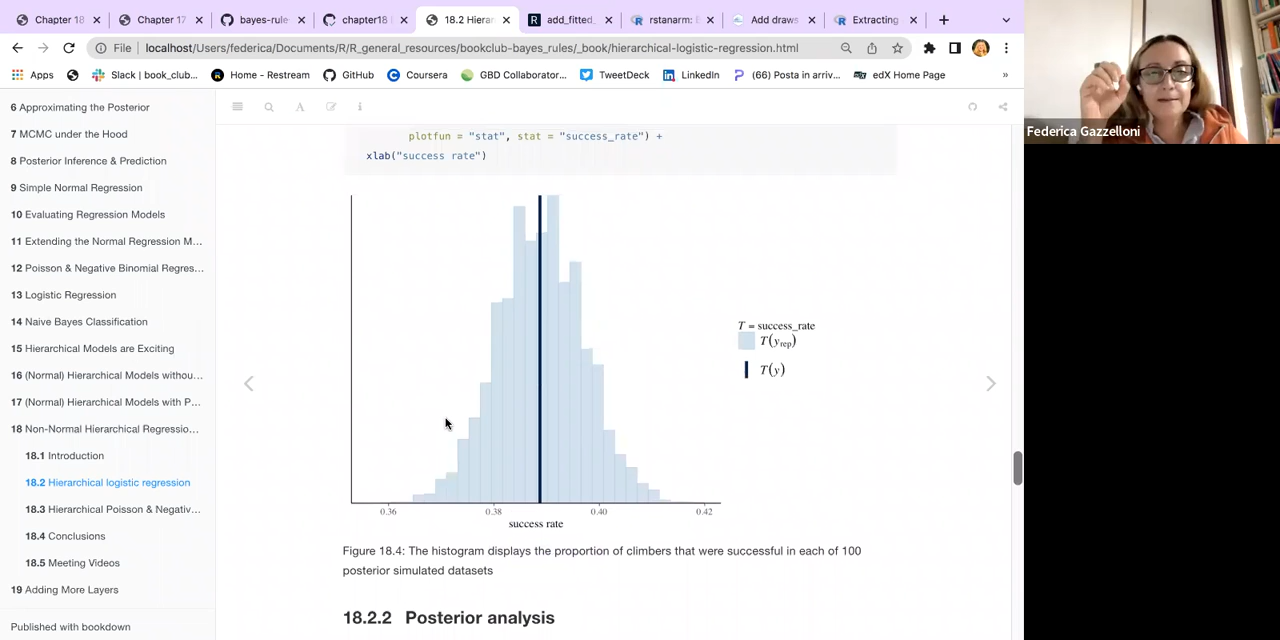 Chapter 18
Chapter 17
bayes-rule
chapter18
18.2 Hierar
add_fitted_
rstanarm:
Add draws
Extracting
File
localhost/Users/federica/Documents/R/R_general_resources/bookclub-bayes_rules/_book/hierarchical-logistic-regression.html
Apps
Slack | book_club...
Home - Restream
GitHub
Coursera
GBD Collaborator...
TweetDeck
LinkedIn
(66) Posta in arriv...
edX Home Page
»
6 Approximating the Posterior
7 MCMC under the Hood
8 Posterior Inference & Prediction
9 Simple Normal Regression
10 Evaluating Regression Models
11 Extending the Normal Regression M...
12 Poisson & Negative Binomial Regres...
13 Logistic Regression
14 Naive Bayes Classification
15 Hierarchical Models are Exciting
16 (Normal) Hierarchical Models withou...
17 (Normal) Hierarchical Models with P...
18 Non-Normal Hierarchical Regressio...
18.1 Introduction
18.2 Hierarchical logistic regression
18.3 Hierarchical Poisson & Negativ...
18.4 Conclusions
18.5 Meeting Videos
19 Adding More Layers
Published with bookdown
plotfun = "stat", stat = "success_rate") +
xlab("success rate")
T = success_rate
T(yrep)
T(y)
0.36
0.38
0.40
0.42
success rate
Figure 18.4: The histogram displays the proportion of climbers that were successful in each of 100
posterior simulated datasets
18.2.2 Posterior analysis
Federica Gazzelloni